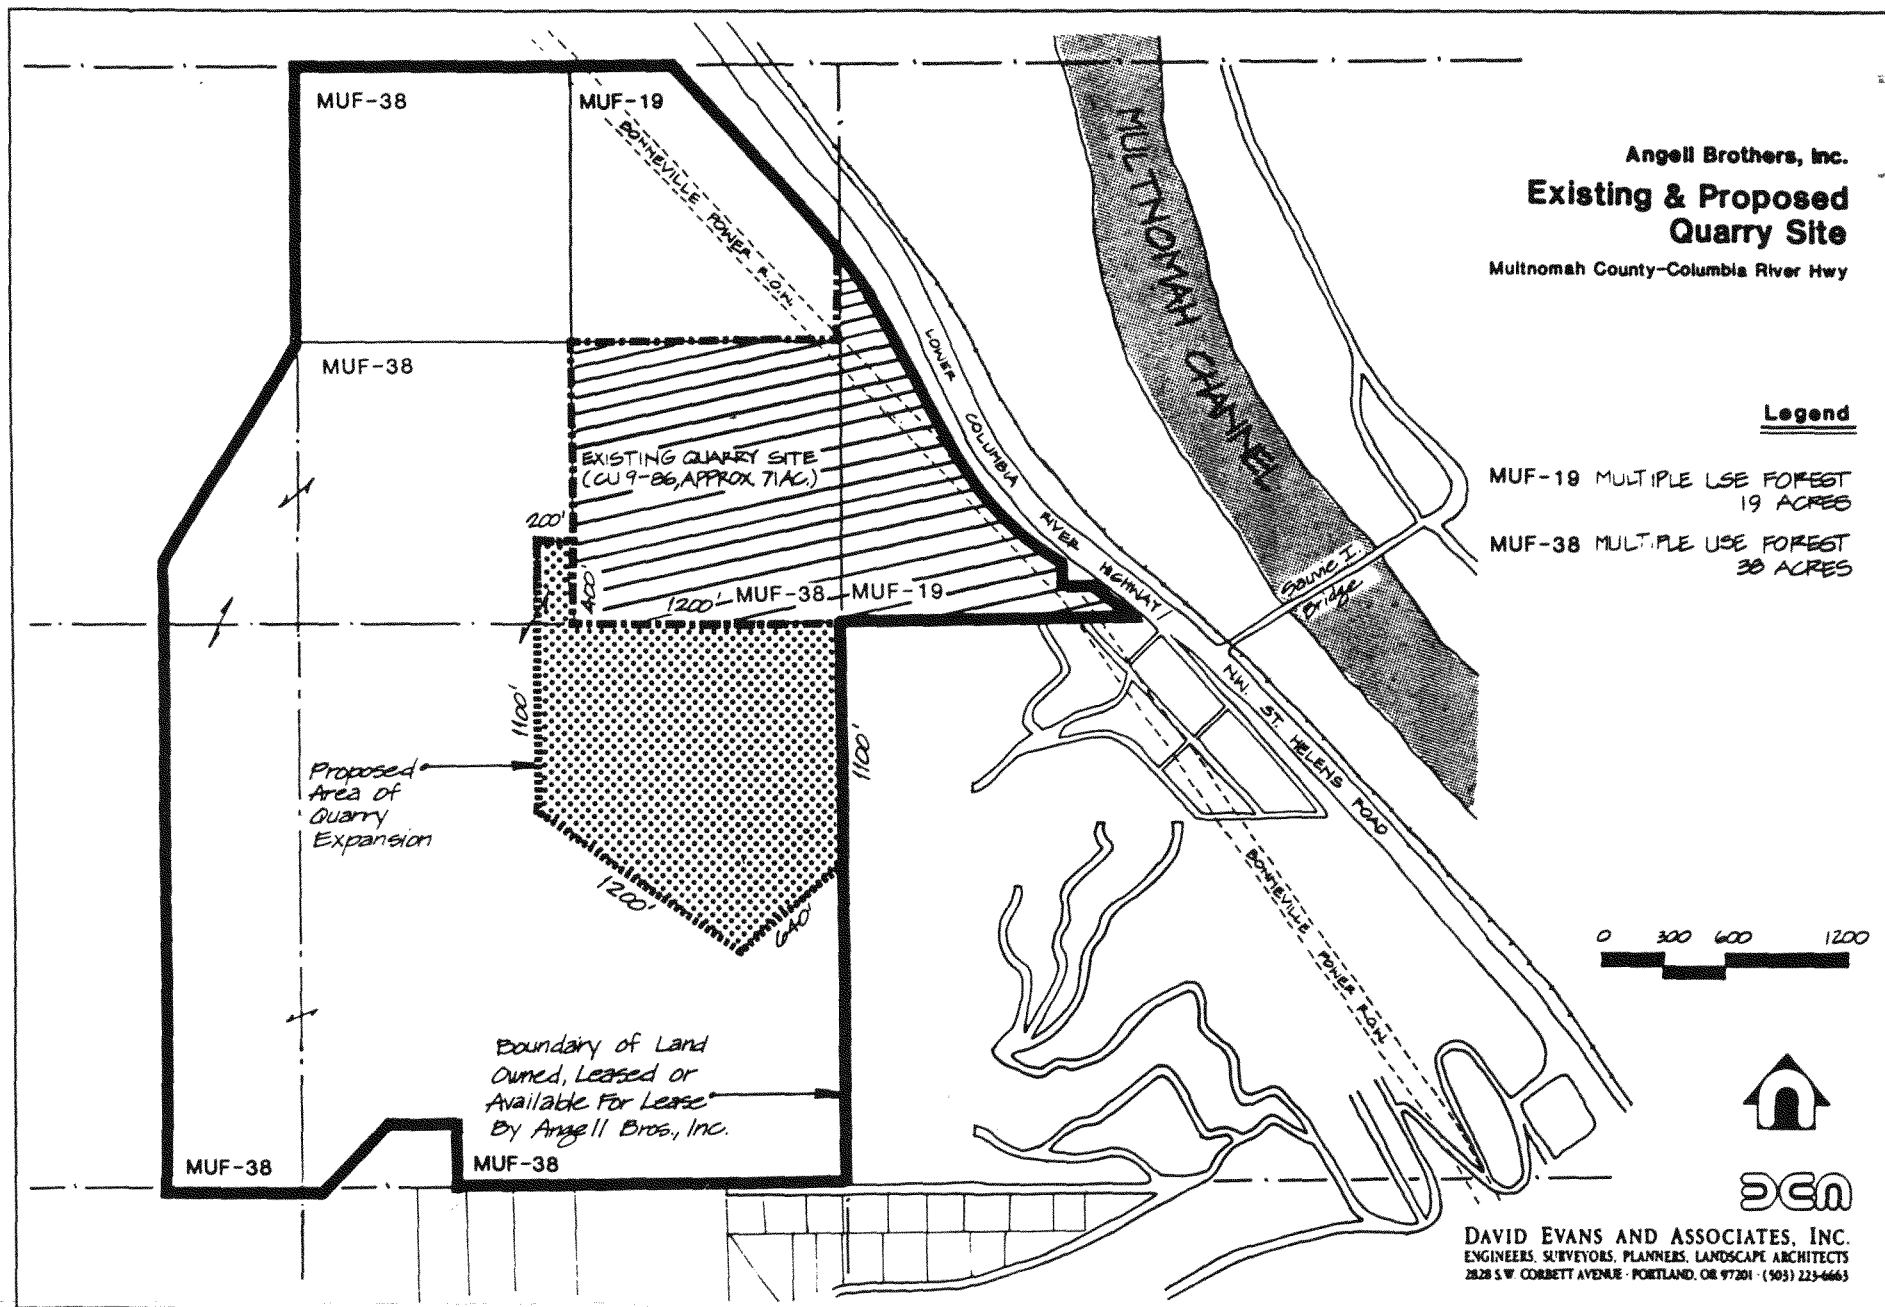 Angell Brothers, Inc.
Existing & Proposed
Quarry Site
Multnomah County-Columbia River Hwy
Legend
MUF-19 MULTIPLE USE FOREST
19 ACRES
MUF-38 MULTIPLE USE FOREST
38 ACRES
MUF-38
MUF-19
BONNEVILLE POWER R.O.W.
MULTNOMAH CHANNEL
MUF-38
LOWER COLUMBIA RIVER HIGHWAY
EXISTING QUARRY SITE
(CU 9-86, APPROX. 71 AC.)
200'
400'
1200'
MUF-38
MUF-19
Sauvie I.
Bridge
N.W. ST. HELENS ROAD
1100'
1100'
Proposed
Area of
Quarry
Expansion
1200'
640'
BONNEVILLE POWER R.O.W.
0 300 600 1200
Boundary of Land
Owned, Leased or
Available For Lease
By Angell Bros., Inc.
MUF-38
MUF-38
DEA
DAVID EVANS AND ASSOCIATES, INC.
ENGINEERS, SURVEYORS, PLANNERS, LANDSCAPE ARCHITECTS
2828 S.W. CORBETT AVENUE · PORTLAND, OR 97201 · (503) 223-6663